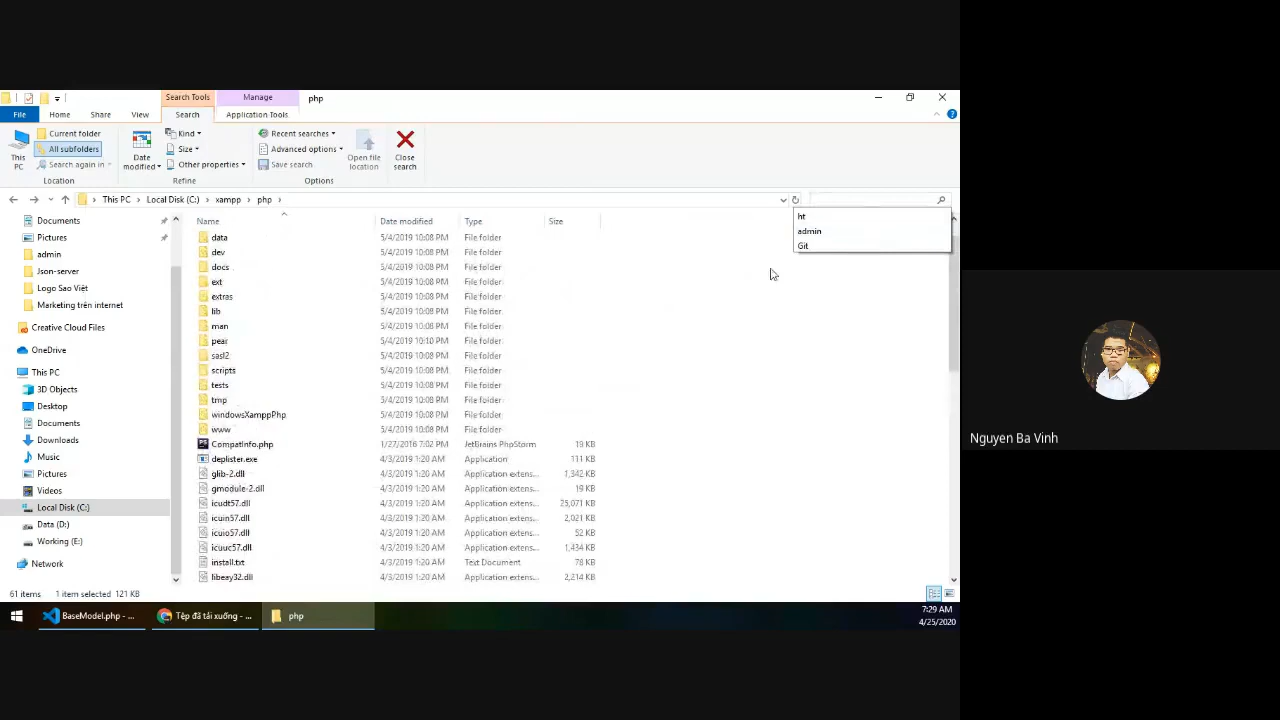 Search Tools
Manage
php
File
Home
Share
View
Search
Application Tools
This PC
Current folder
All subfolders
Search again in
Location
Date modified
Kind
Size
Other properties
Refine
Recent searches
Advanced options
Save search
Options
Open file location
Close search
This PC
Local Disk (C:)
xampp
php
ht
admin
Git
Documents
Pictures
admin
Json-server
Logo Sao Việt
Marketing trên internet
Creative Cloud Files
OneDrive
This PC
3D Objects
Desktop
Documents
Downloads
Music
Pictures
Videos
Local Disk (C:)
Data (D:)
Working (E:)
Network
Name Date modified Type Size
data 5/4/2019 10:08 PM File folder
dev 5/4/2019 10:08 PM File folder
docs 5/4/2019 10:08 PM File folder
ext 5/4/2019 10:08 PM File folder
extras 5/4/2019 10:08 PM File folder
lib 5/4/2019 10:08 PM File folder
man 5/4/2019 10:08 PM File folder
pear 5/4/2019 10:10 PM File folder
sasl2 5/4/2019 10:08 PM File folder
scripts 5/4/2019 10:08 PM File folder
tests 5/4/2019 10:08 PM File folder
tmp 5/4/2019 10:08 PM File folder
windowsXamppPhp 5/4/2019 10:08 PM File folder
www 5/4/2019 10:08 PM File folder
CompatInfo.php 1/27/2016 7:02 PM JetBrains PhpStorm 19 KB
deplister.exe 4/3/2019 1:20 AM Application 111 KB
glib-2.dll 4/3/2019 1:20 AM Application extens... 1,342 KB
gmodule-2.dll 4/3/2019 1:20 AM Application extens... 19 KB
icudt57.dll 4/3/2019 1:20 AM Application extens... 25,071 KB
icuin57.dll 4/3/2019 1:20 AM Application extens... 2,021 KB
icuio57.dll 4/3/2019 1:20 AM Application extens... 52 KB
icuuc57.dll 4/3/2019 1:20 AM Application extens... 1,434 KB
install.txt 4/3/2019 1:20 AM Text Document 78 KB
libeay32.dll 4/3/2019 1:20 AM Application extens... 2,214 KB
61 items 1 item selected 121 KB
BaseModel.php - ...
Tệp đã tải xuống - ...
php
7:29 AM
4/25/2020
Nguyen Ba Vinh